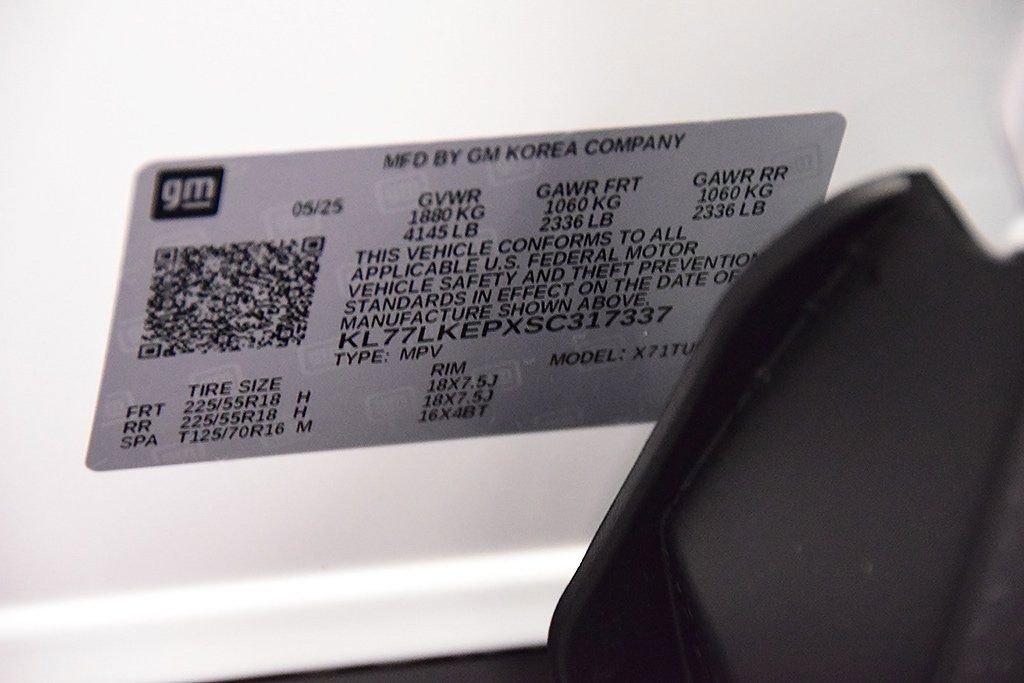 gm
MFD BY GM KOREA COMPANY
05/25
GVWR
1880 KG
4145 LB
GAWR FRT
1060 KG
2336 LB
GAWR RR
1060 KG
2336 LB
THIS VEHICLE CONFORMS TO ALL
APPLICABLE U.S. FEDERAL MOTOR
VEHICLE SAFETY AND THEFT PREVENTION
STANDARDS IN EFFECT ON THE DATE OF
MANUFACTURE SHOWN ABOVE.
KL77LKEPXSC317337
TYPE: MPV MODEL:
TIRE SIZE RIM
FRT 225/55R18 H 18X7.5J
RR 225/55R18 H 18X7.5J
SPA T125/70R16 M 16X4BT